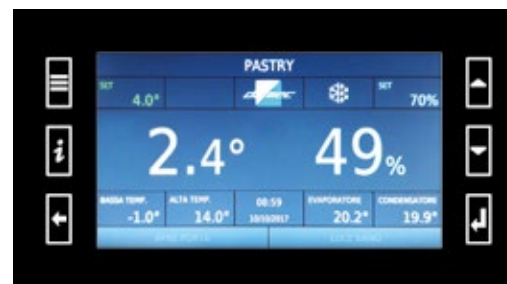 PASTRY
SET 4.0° SET 70%
2.4° 49%
BASSA TEMP. ALTA TEMP. 08:59 EVAPORATORE CONDENSATORE
-1.0° 14.0° 10/10/2017 20.2° 19.9°